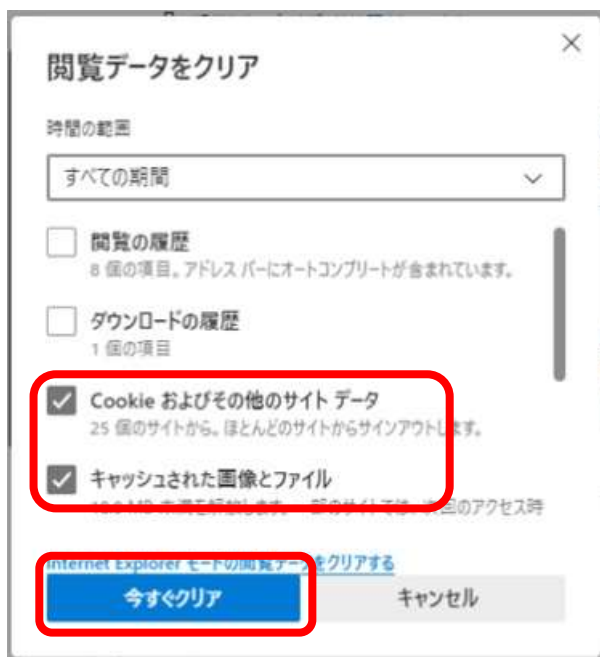 閲覧データをクリア
時間の範囲
すべての期間
閲覧の履歴
8 個の項目。アドレス バーにオートコンプリートが含まれています。
ダウンロードの履歴
1 個の項目
Cookie およびその他のサイト データ
25 個のサイトから。ほとんどのサイトからサインアウトします。
キャッシュされた画像とファイル
回のアクセス時
Internet Explorer モードの閲覧データをクリアする
今すぐクリア
キャンセル